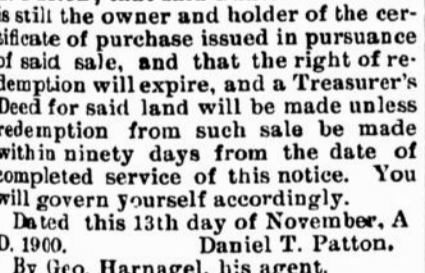 is still the owner and holder of the cer-
tificate of purchase issued in pursuance
of said sale, and that the right of re-
demption will expire, and a Treasurer's
Deed for said land will be made unless
redemption from such sale be made
within ninety days from the date of
completed service of this notice. You
will govern yourself accordingly.
Dated this 13th day of November, A
D. 1900. Daniel T. Patton.
By Geo. Harnagel, his agent.